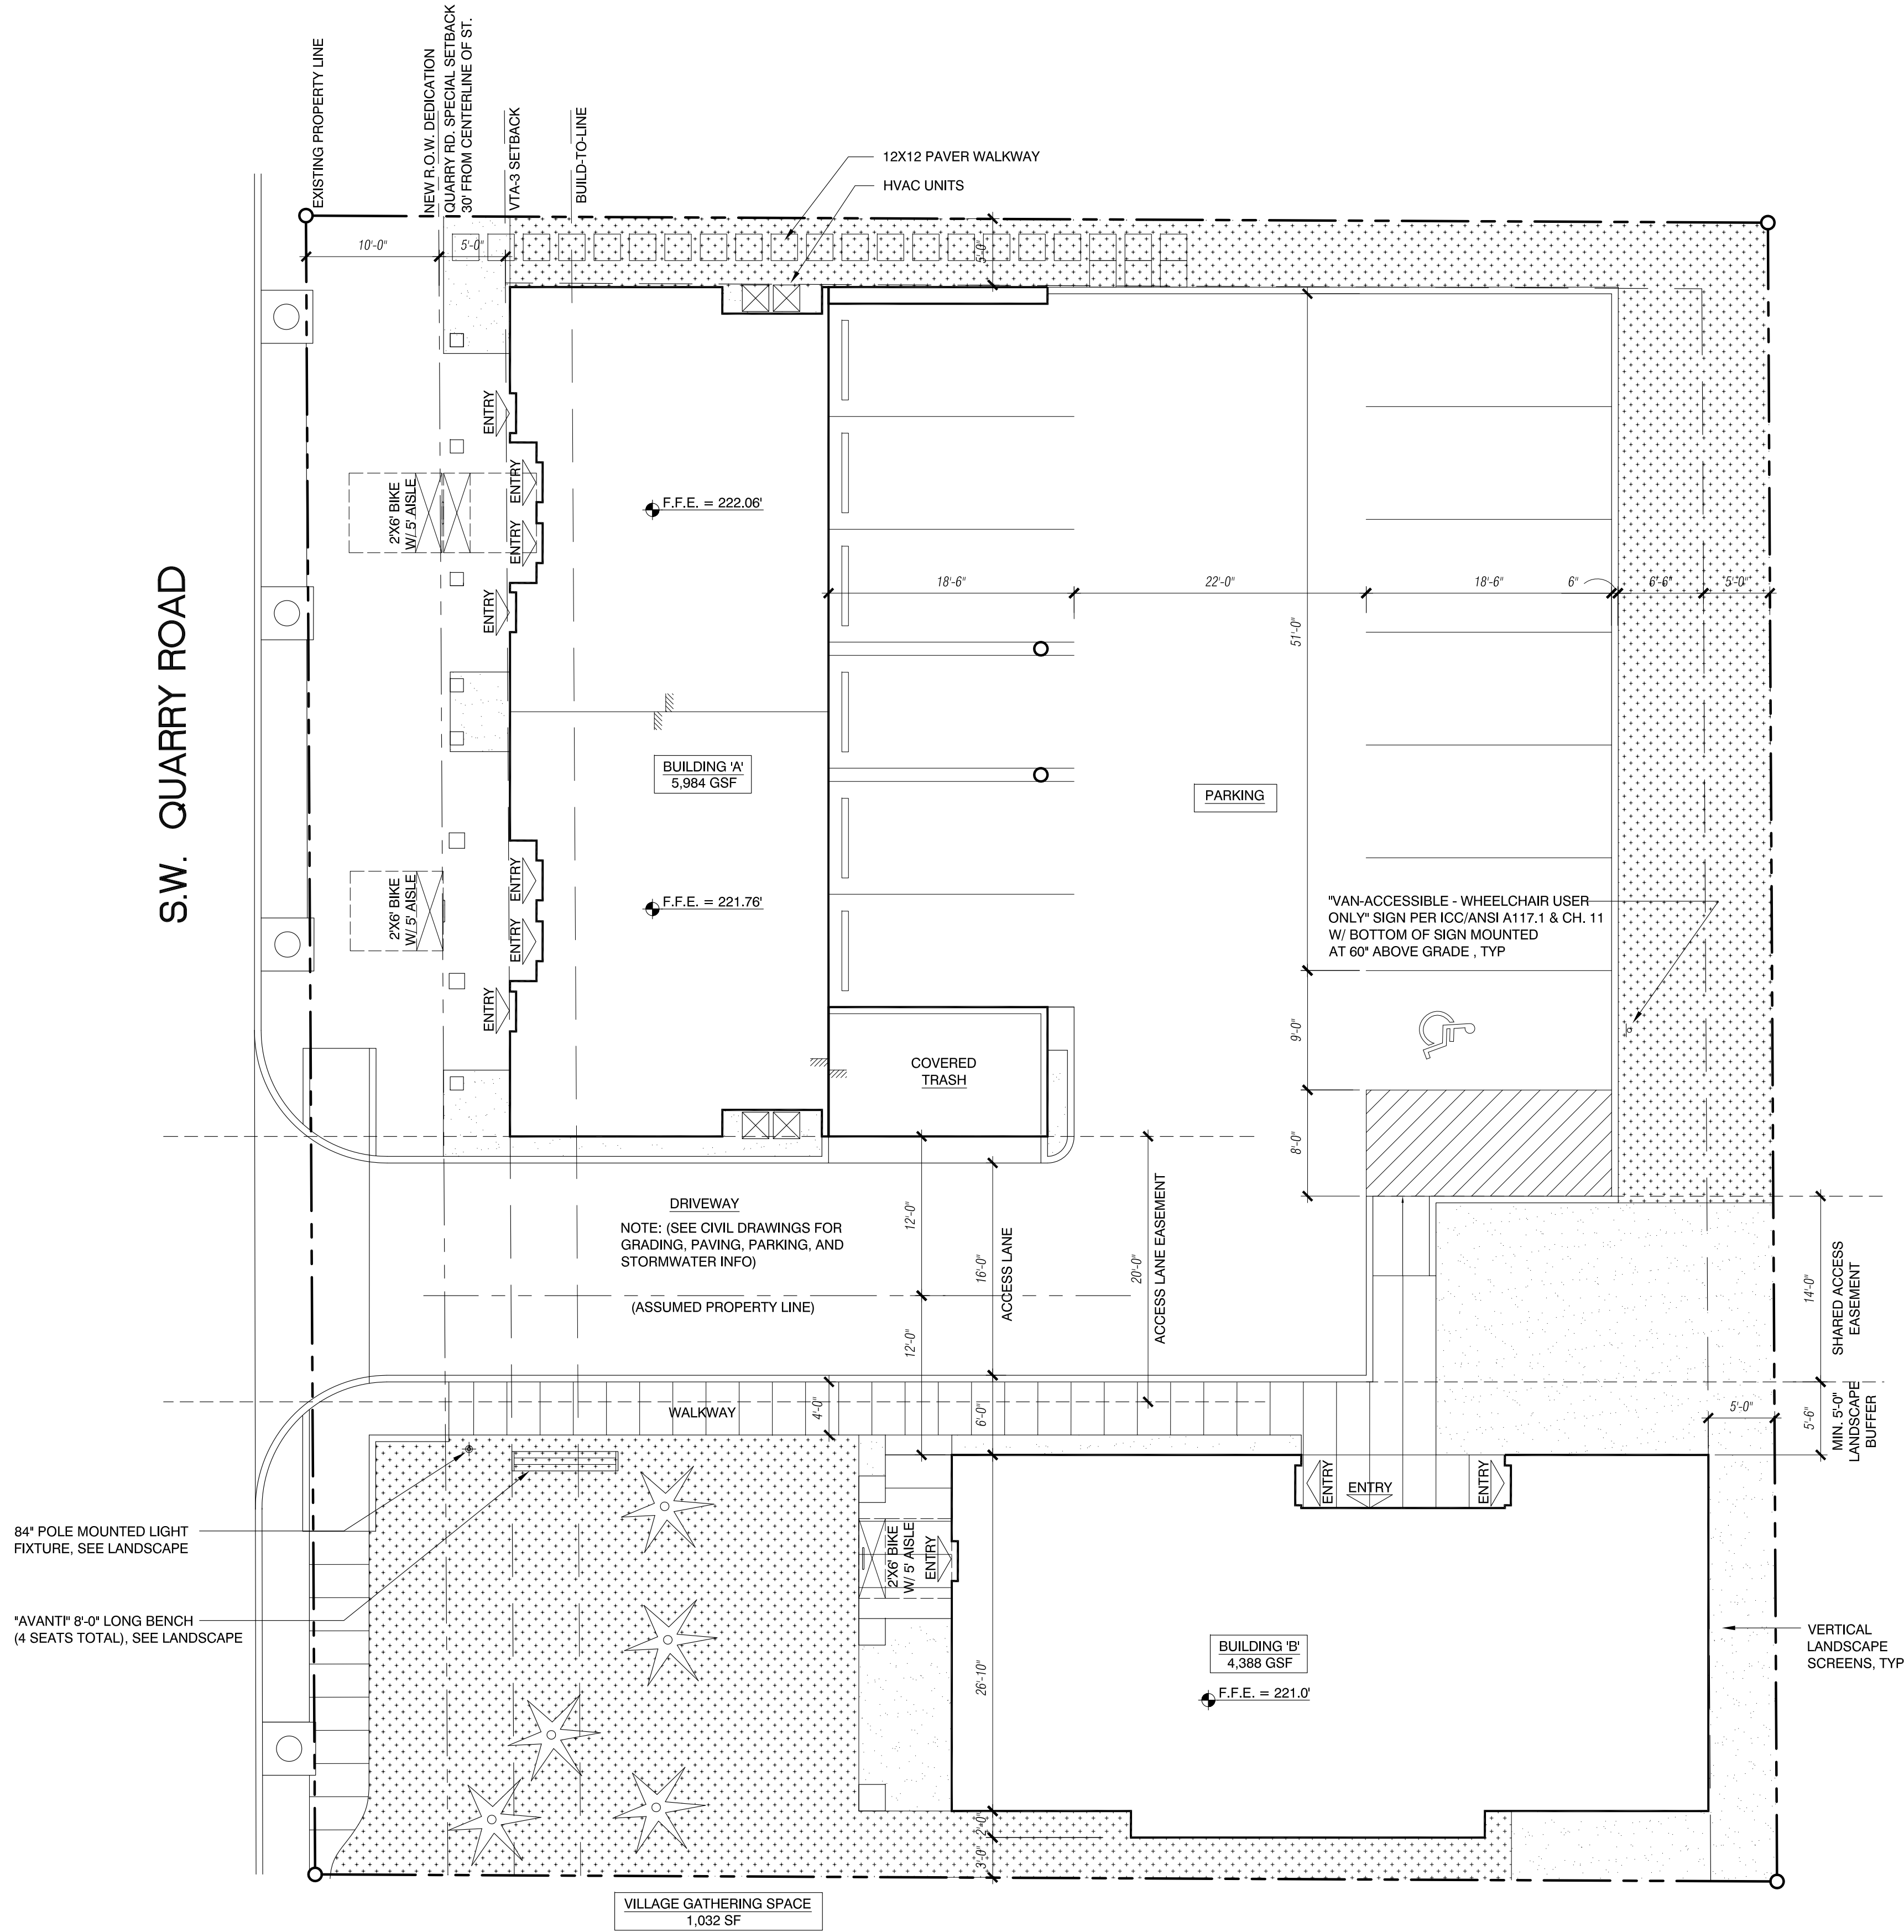 EXISTING PROPERTY LINE
NEW R.O.W. DEDICATION
QUARRY RD. SPECIAL SETBACK
30' FROM CENTERLINE OF ST.
VTA-3 SETBACK
BUILD-TO-LINE
12X12 PAVER WALKWAY
HVAC UNITS
10'-0"
5'-0"
5'-0"
ENTRY
ENTRY
ENTRY
ENTRY
2'X6' BIKE
W/ 5' AISLE
F.F.E. = 222.06'
S.W. QUARRY ROAD
18'-6"
22'-0"
18'-6"
6"
6'-6"
5'-0"
51'-0"
BUILDING 'A'
5,984 GSF
PARKING
2'X6' BIKE
W/ 5' AISLE
ENTRY
ENTRY
ENTRY
F.F.E. = 221.76'
"VAN-ACCESSIBLE - WHEELCHAIR USER
ONLY" SIGN PER ICC/ANSI A117.1 & CH. 11
W/ BOTTOM OF SIGN MOUNTED
AT 60" ABOVE GRADE , TYP
9'-0"
COVERED
TRASH
8'-0"
DRIVEWAY
NOTE: (SEE CIVIL DRAWINGS FOR
GRADING, PAVING, PARKING, AND
STORMWATER INFO)
12'-0"
16'-0"
ACCESS LANE
20'-0"
ACCESS LANE EASEMENT
(ASSUMED PROPERTY LINE)
12'-0"
14'-0"
SHARED ACCESS
EASEMENT
WALKWAY
4'-0"
6'-0"
5'-0"
5'-6"
MIN. 5'-0"
LANDSCAPE
BUFFER
ENTRY
ENTRY
ENTRY
84" POLE MOUNTED LIGHT
FIXTURE, SEE LANDSCAPE
2'X6' BIKE
W/ 5' AISLE
ENTRY
"AVANTI" 8'-0" LONG BENCH
(4 SEATS TOTAL), SEE LANDSCAPE
26'-10"
BUILDING 'B'
4,388 GSF
F.F.E. = 221.0'
VERTICAL
LANDSCAPE
SCREENS, TYP
2'-0"
3'-0"
VILLAGE GATHERING SPACE
1,032 SF